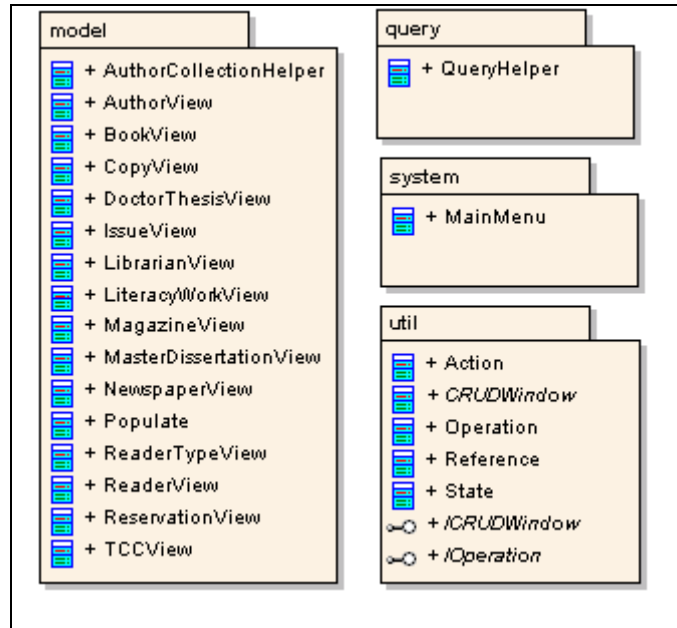 model
+ AuthorCollectionHelper
+ AuthorView
+ BookView
+ CopyView
+ DoctorThesisView
+ IssueView
+ LibrarianView
+ LiteracyWorkView
+ MagazineView
+ MasterDissertationView
+ NewspaperView
+ Populate
+ ReaderTypeView
+ ReaderView
+ ReservationView
+ TCCView
query
+ QueryHelper
system
+ MainMenu
util
+ Action
+ CRUDWindow
+ Operation
+ Reference
+ State
+ ICRUDWindow
+ IOperation